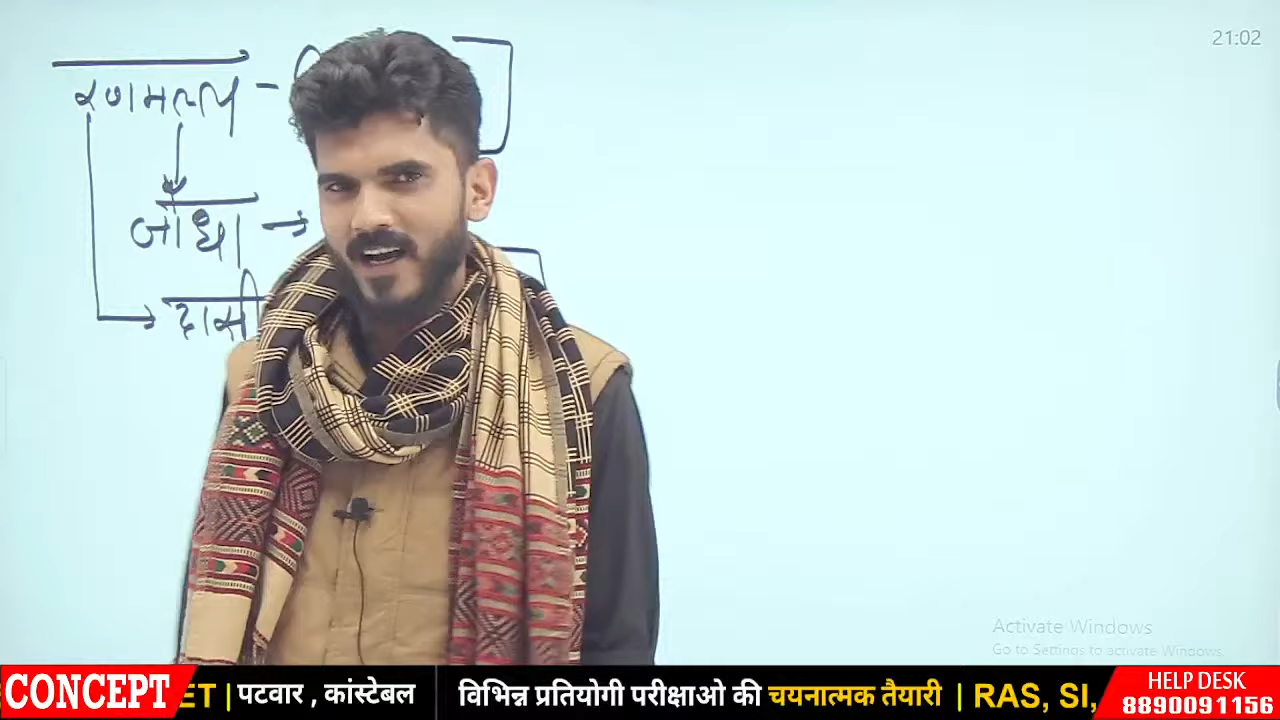 21:02
रणमल्ल -
जोधा →
दासी
Activate Windows
Go to Settings to activate Windows.
CONCEPT ET | पटवार , कांस्टेबल विभिन्न प्रतियोगी परीक्षाओ की चयनात्मक तैयारी | RAS, SI,
HELP DESK
8890091156